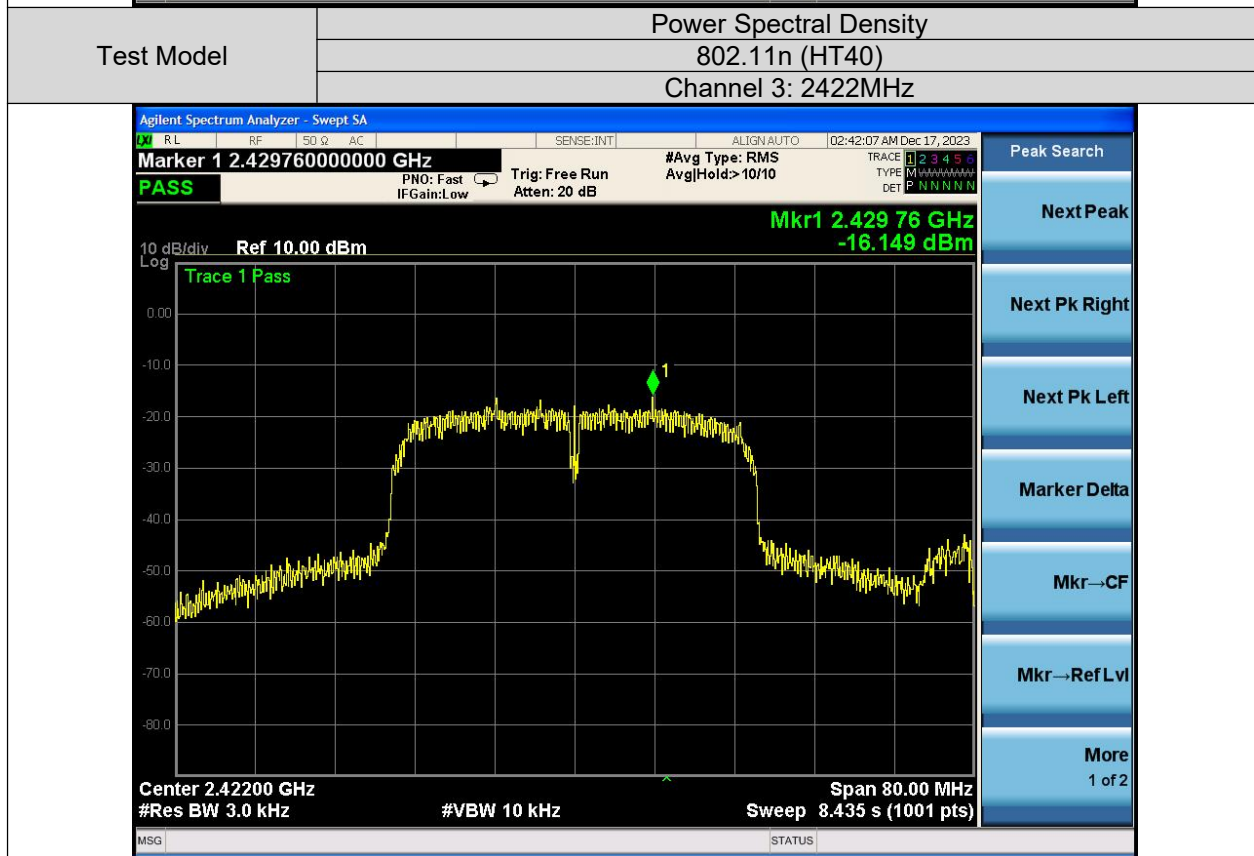 Test Model
Power Spectral Density
802.11n (HT40)
Channel 3: 2422MHz
Agilent Spectrum Analyzer - Swept SA
LXI RL RF 50 Ω AC SENSE:INT ALIGN AUTO 02:42:07 AM Dec 17, 2023
Marker 1 2.429760000000 GHz
PASS
PNO: Fast
IFGain:Low
Trig: Free Run
Atten: 20 dB
#Avg Type: RMS
Avg|Hold:>10/10
TRACE 1 2 3 4 5 6
TYPE M
DET P N N N N N
Mkr1 2.429 76 GHz
-16.149 dBm
10 dB/div Ref 10.00 dBm
Log
Trace 1 Pass
0.00
-10.0
-20.0
-30.0
-40.0
-50.0
-60.0
-70.0
-80.0
1
Center 2.42200 GHz Span 80.00 MHz
#Res BW 3.0 kHz #VBW 10 kHz Sweep 8.435 s (1001 pts)
MSG STATUS
Peak Search
Next Peak
Next Pk Right
Next Pk Left
Marker Delta
Mkr→CF
Mkr→Ref Lvl
More
1 of 2